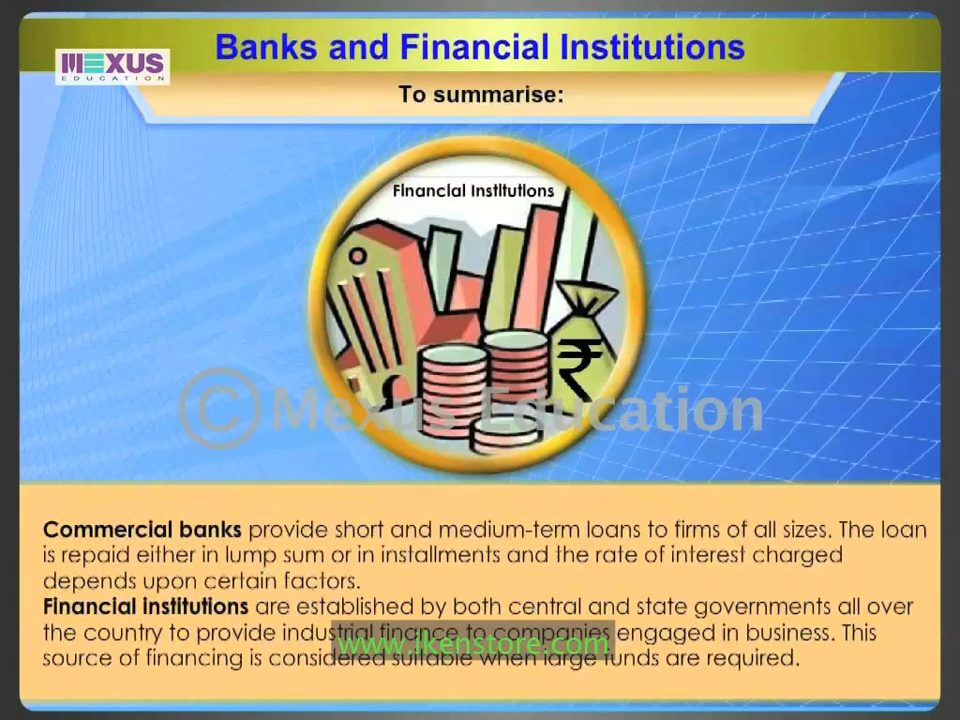 Banks and Financial Institutions
MEXUS
EDUCATION
To summarise:
Financial Institutions
₹
© Mexus Education
Commercial banks provide short and medium-term loans to firms of all sizes. The loan
is repaid either in lump sum or in installments and the rate of interest charged
depends upon certain factors.
Financial institutions are established by both central and state governments all over
the country to provide industrial finance to companies engaged in business. This
www.ikenstore.com
source of financing is considered suitable when large funds are required.